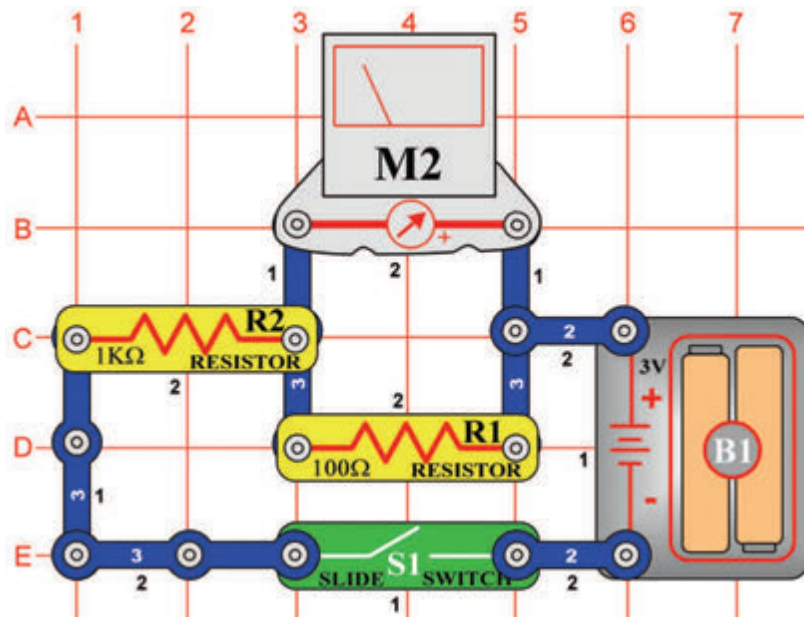 1 2 3 4 5 6 7
A
M2
B
+
1 2 1
R2
C 2
1KΩ RESISTOR
2 3 2 3 2 3V
+
R1
D 1 B1
100Ω RESISTOR
3 1
-
E 3 S1 2
SLIDE SWITCH
2 1 2